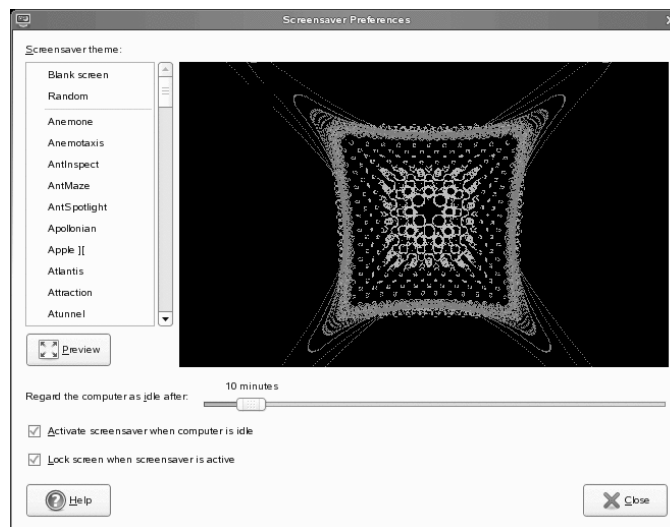 Screensaver Preferences
Screensaver theme:
Blank screen
Random
Anemone
Anemotaxis
AntInspect
AntMaze
AntSpotlight
Apollonian
Apple ][
Atlantis
Attraction
Atunnel
Preview
10 minutes
Regard the computer as idle after:
Activate screensaver when computer is idle
Lock screen when screensaver is active
Help
Close